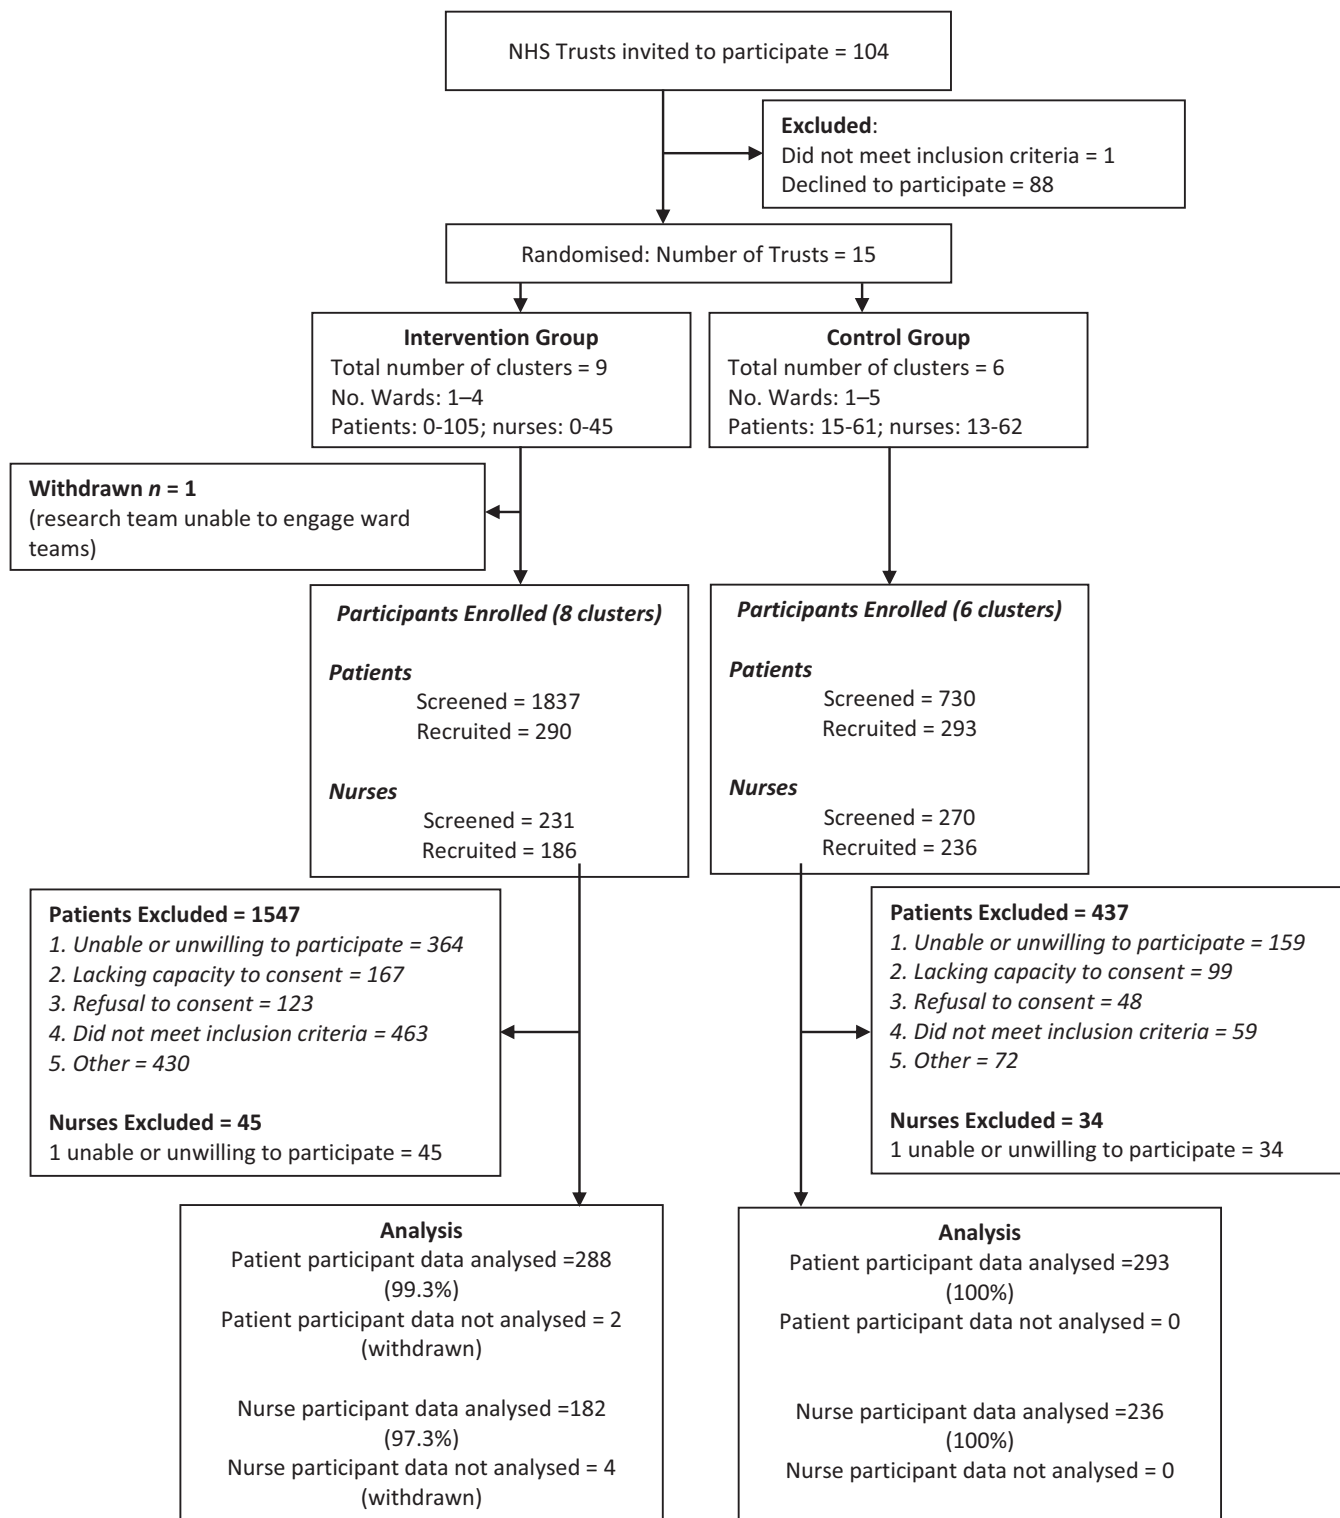 NHS Trusts invited to participate = 104
Excluded:
Did not meet inclusion criteria = 1
Declined to participate = 88
Randomised: Number of Trusts = 15
Intervention Group
Total number of clusters = 9
No. Wards: 1–4
Patients: 0-105; nurses: 0-45
Control Group
Total number of clusters = 6
No. Wards: 1–5
Patients: 15-61; nurses: 13-62
Withdrawn n = 1
(research team unable to engage ward
teams)
Participants Enrolled (8 clusters)
Patients
Screened = 1837
Recruited = 290
Nurses
Screened = 231
Recruited = 186
Participants Enrolled (6 clusters)
Patients
Screened = 730
Recruited = 293
Nurses
Screened = 270
Recruited = 236
Patients Excluded = 1547
1. Unable or unwilling to participate = 364
2. Lacking capacity to consent = 167
3. Refusal to consent = 123
4. Did not meet inclusion criteria = 463
5. Other = 430
Nurses Excluded = 45
1 unable or unwilling to participate = 45
Patients Excluded = 437
1. Unable or unwilling to participate = 159
2. Lacking capacity to consent = 99
3. Refusal to consent = 48
4. Did not meet inclusion criteria = 59
5. Other = 72
Nurses Excluded = 34
1 unable or unwilling to participate = 34
Analysis
Patient participant data analysed =288
(99.3%)
Patient participant data not analysed = 2
(withdrawn)
Nurse participant data analysed =182
(97.3%)
Nurse participant data not analysed = 4
(withdrawn)
Analysis
Patient participant data analysed =293
(100%)
Patient participant data not analysed = 0
Nurse participant data analysed =236
(100%)
Nurse participant data not analysed = 0